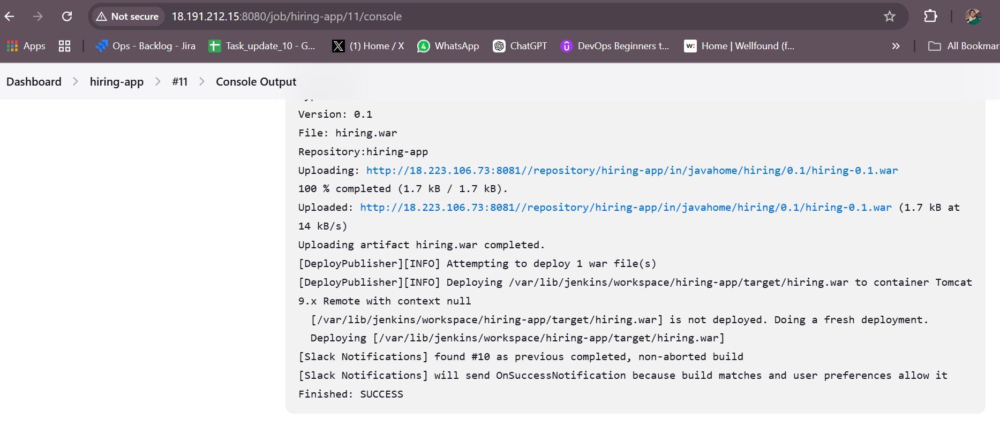 Not secure 18.191.212.15:8080/job/hiring-app/11/console
Apps Ops - Backlog - Jira Task_update_10 - G... (1) Home / X 4 WhatsApp ChatGPT DevOps Beginners t... w: Home | Wellfound (f... » All Bookmar
Dashboard > hiring-app > #11 > Console Output
Version: 0.1
File: hiring.war
Repository:hiring-app
Uploading: http://18.223.106.73:8081//repository/hiring-app/in/javahome/hiring/0.1/hiring-0.1.war
100 % completed (1.7 kB / 1.7 kB).
Uploaded: http://18.223.106.73:8081//repository/hiring-app/in/javahome/hiring/0.1/hiring-0.1.war (1.7 kB at
14 kB/s)
Uploading artifact hiring.war completed.
[DeployPublisher][INFO] Attempting to deploy 1 war file(s)
[DeployPublisher][INFO] Deploying /var/lib/jenkins/workspace/hiring-app/target/hiring.war to container Tomcat
9.x Remote with context null
[/var/lib/jenkins/workspace/hiring-app/target/hiring.war] is not deployed. Doing a fresh deployment.
Deploying [/var/lib/jenkins/workspace/hiring-app/target/hiring.war]
[Slack Notifications] found #10 as previous completed, non-aborted build
[Slack Notifications] will send OnSuccessNotification because build matches and user preferences allow it
Finished: SUCCESS